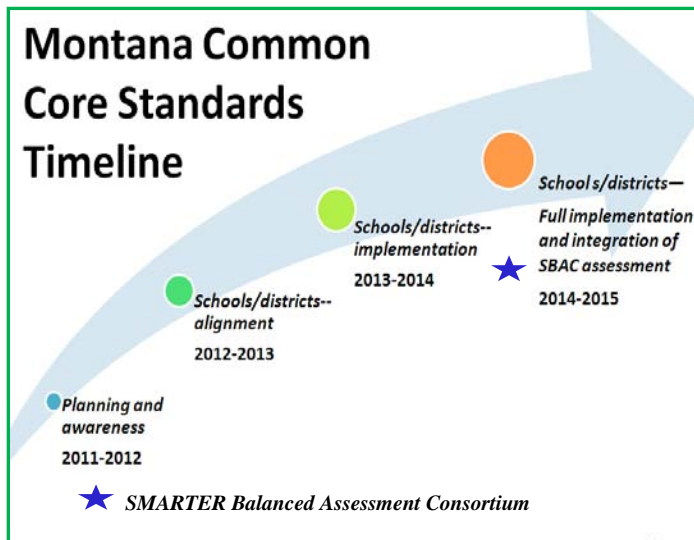 Montana Common
Core Standards
Timeline
Schools/districts—
Full implementation
and integration of
SBAC assessment
2014-2015
Schools/districts--
implementation
2013-2014
Schools/districts--
alignment
2012-2013
Planning and
awareness
2011-2012
SMARTER Balanced Assessment Consortium